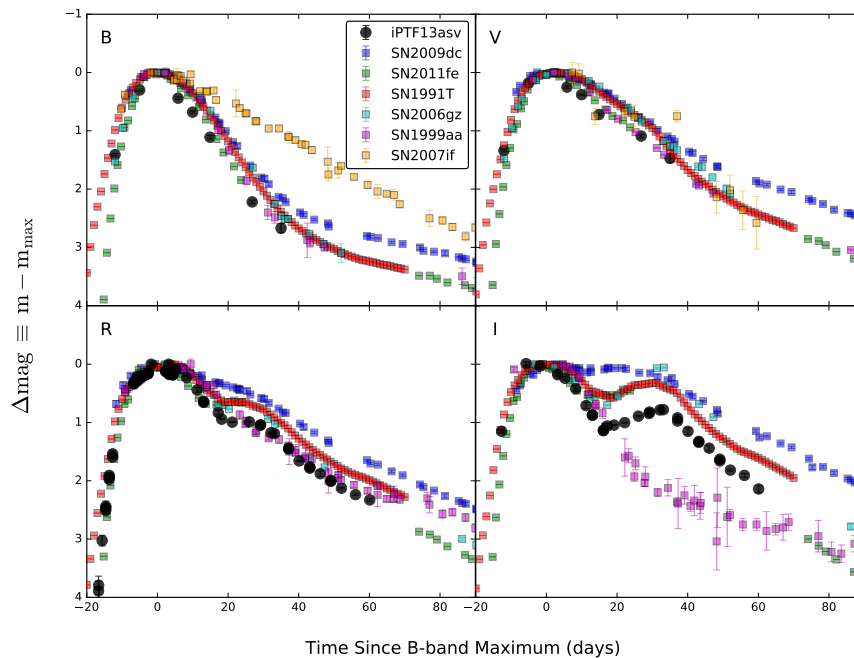 B
V
iPTF13asv
SN2009dc
SN2011fe
SN1991T
SN2006gz
SN1999aa
SN2007if
−1
0
1
2
3
4
R
I
0
1
2
3
4
−20 0 20 40 60 −20 0 20 40 60 80
Δmag ≡ m − m_max
Time Since B-band Maximum (days)